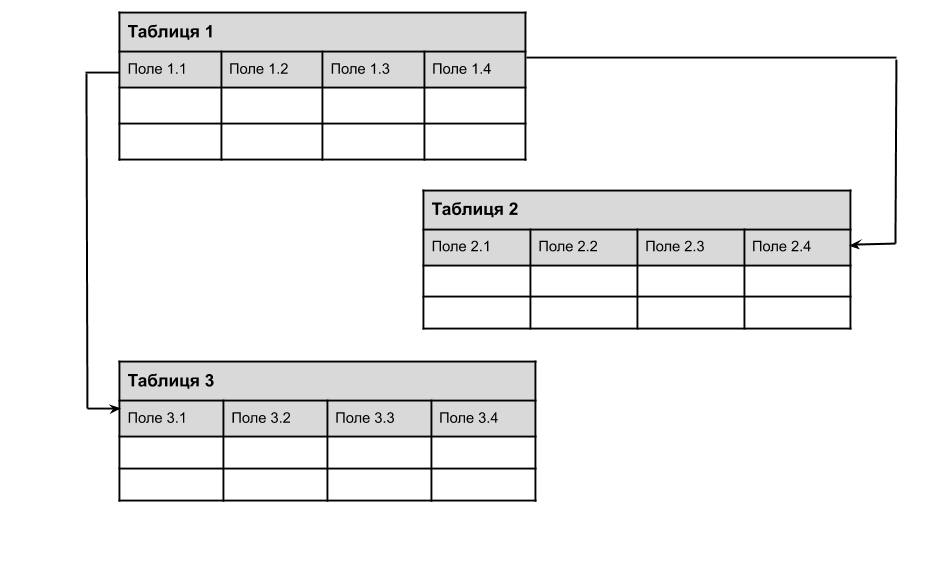 Таблиця 1
Поле 1.1 Поле 1.2 Поле 1.3 Поле 1.4
Таблиця 2
Поле 2.1 Поле 2.2 Поле 2.3 Поле 2.4
Таблиця 3
Поле 3.1 Поле 3.2 Поле 3.3 Поле 3.4